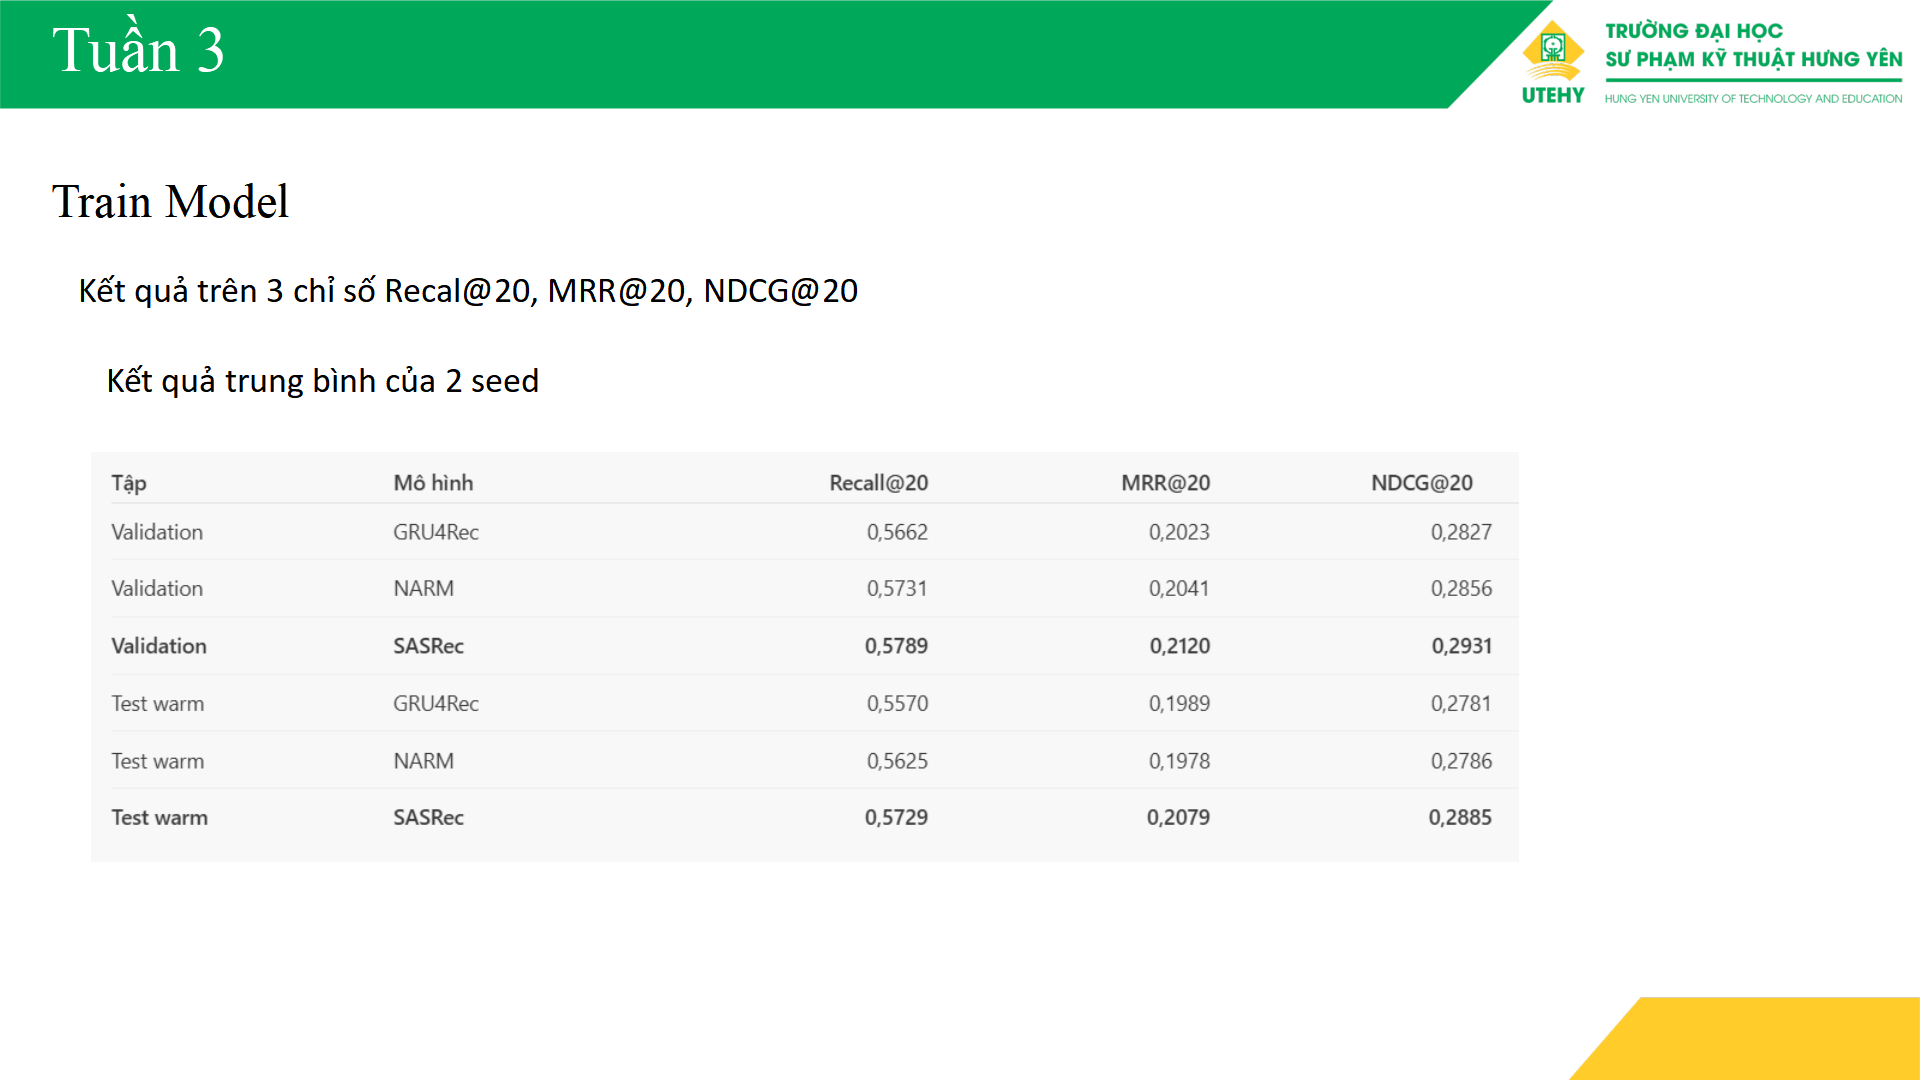 Tuần 3
TRƯỜNG ĐẠI HỌC
SƯ PHẠM KỸ THUẬT HƯNG YÊN
UTEHY
HUNG YEN UNIVERSITY OF TECHNOLOGY AND EDUCATION
Train Model
Kết quả trên 3 chỉ số Recal@20, MRR@20, NDCG@20
Kết quả trung bình của 2 seed
Tập Mô hình Recall@20 MRR@20 NDCG@20
Validation GRU4Rec 0,5662 0,2023 0,2827
Validation NARM 0,5731 0,2041 0,2856
Validation SASRec 0,5789 0,2120 0,2931
Test warm GRU4Rec 0,5570 0,1989 0,2781
Test warm NARM 0,5625 0,1978 0,2786
Test warm SASRec 0,5729 0,2079 0,2885